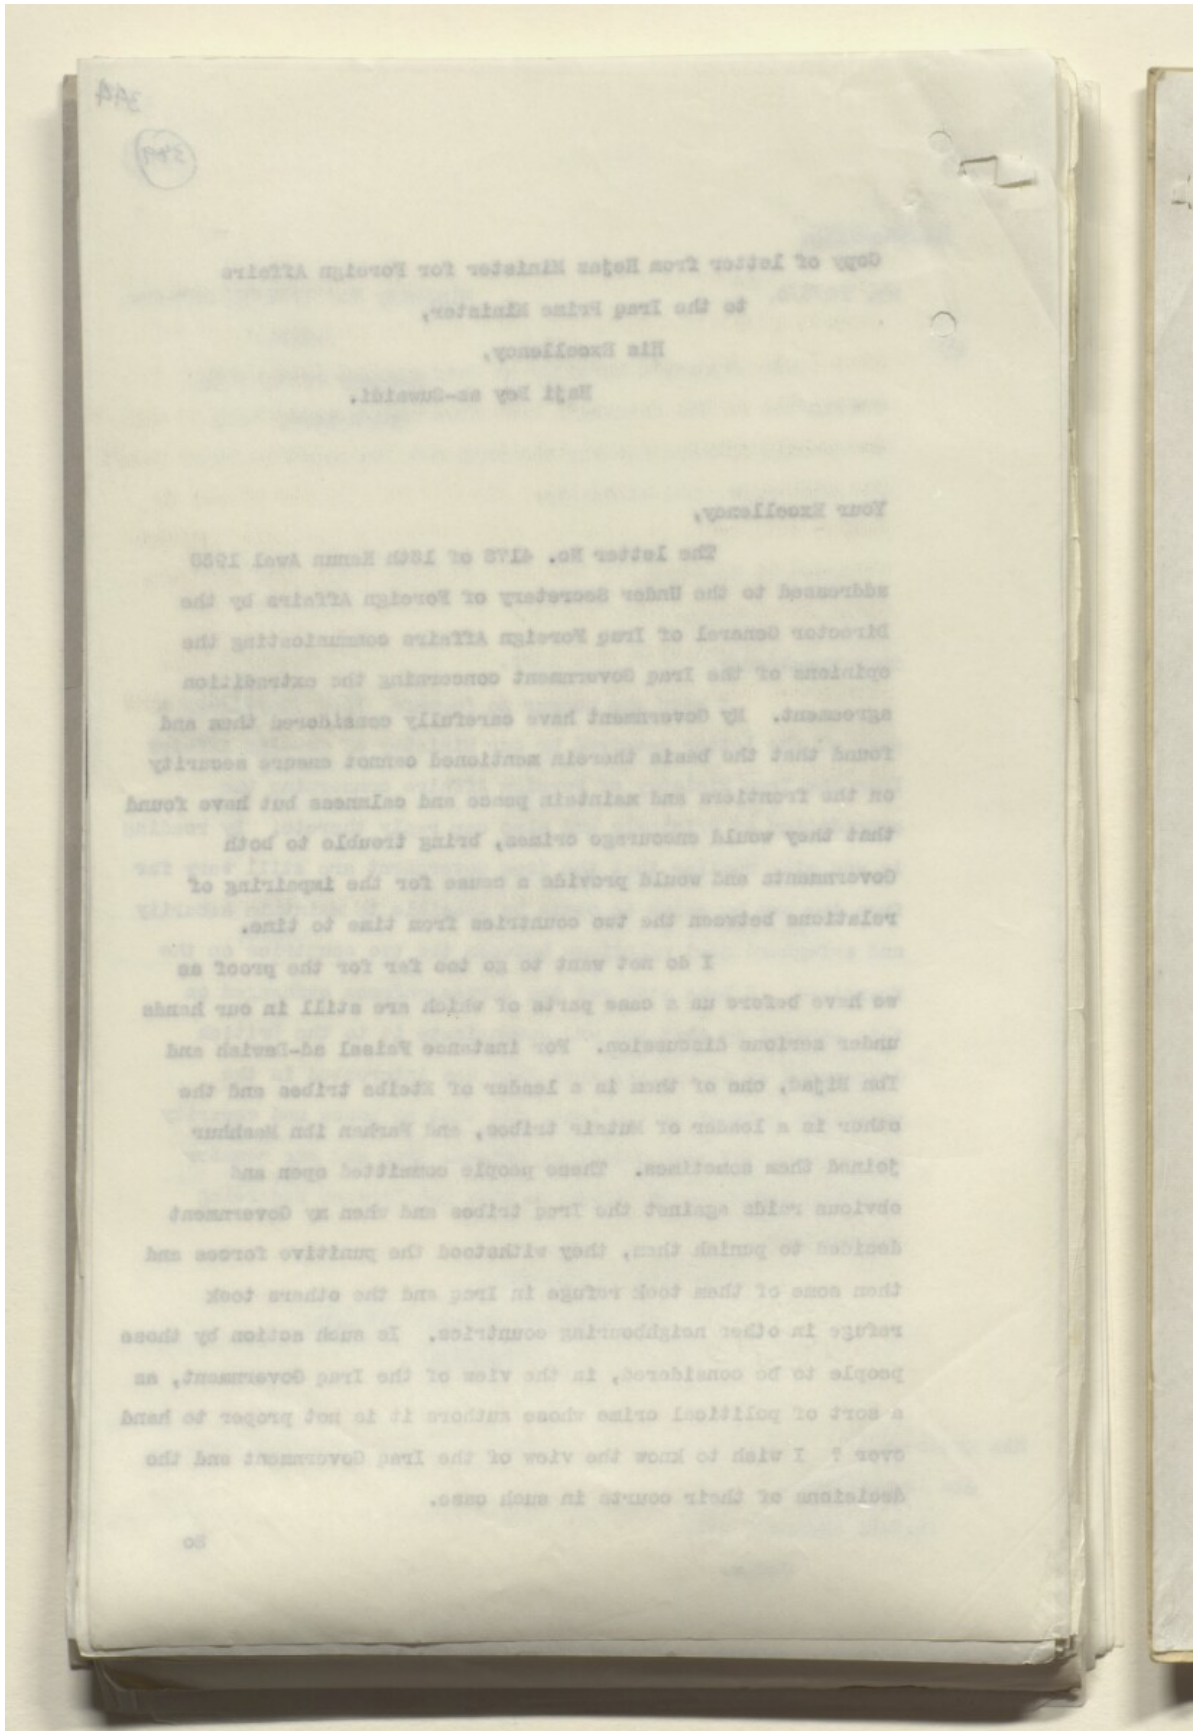 344
349
Copy of letter from Hejaz Minister for Foreign Affairs
to the Iraq Prime Minister,
His Excellency,
Naji Bey as-Suwaidi.
Your Excellency,
The letter No. 4178 of 18th Kanun Awal 1930
addressed to the Under Secretary of Foreign Affairs by the
Director General of Iraq Foreign Affairs communicating the
opinions of the Iraq Government concerning the extradition
agreement. My Government have carefully considered them and
found that the basis therein mentioned cannot ensure security
on the frontiers and maintain peace and calmness but have found
that they would encourage crimes, bring trouble to both
Governments and would provide a cause for the impairing of
relations between the two countries from time to time.
I do not want to go too far for the proof as
we have before us a case parts of which are still in our hands
under serious discussion. For instance Faisal ad-Dawish and
Ibn Hijad, one of them is a leader of Ataiba tribes and the
other is a leader of Mutair tribes, and Farhan ibn Mashhur
joined them sometimes. These people committed open and
obvious raids against the Iraq tribes and when my Government
decided to punish them, they withstood the punitive forces and
then some of them took refuge in Iraq and the others took
refuge in other neighbouring countries. Is such action by those
people to be considered, in the view of the Iraq Government, as
a sort of political crime whose authors it is not proper to hand
over ? I wish to know the view of the Iraq Government and the
decisions of their courts in such case.
No